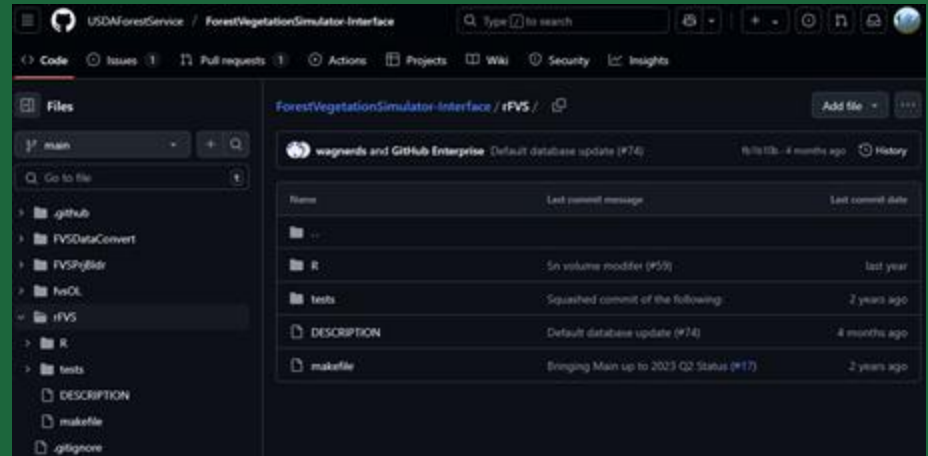 USDAForestService / ForestVegetationSimulator-Interface
Type / to search
Code Issues 1 Pull requests 1 Actions Projects Wiki Security Insights
Files
main
Go to file t
.github
FVSDataConvert
FVSPrjBldr
fvsOL
rFVS
R
tests
DESCRIPTION
makefile
.gitignore
ForestVegetationSimulator-Interface / rFVS /
Add file
wagnerds and GitHub Enterprise Default database update (#74)
4 months ago History
Name Last commit message Last commit date
..
R Sn volume modifer (#59) last year
tests Squashed commit of the following: 2 years ago
DESCRIPTION Default database update (#74) 4 months ago
makefile Bringing Main up to 2023 Q2 Status (#17) 2 years ago